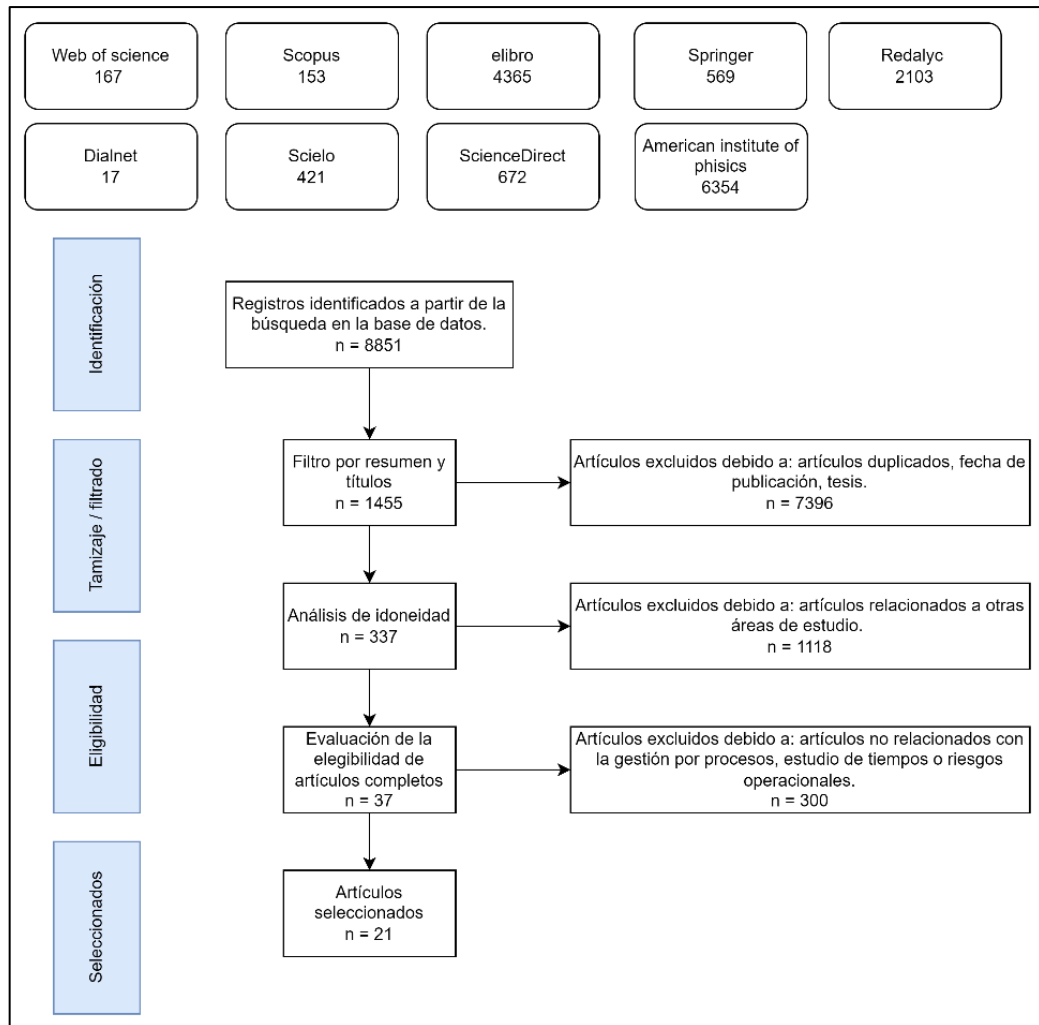 Web of science
167
Scopus
153
elibro
4365
Springer
569
Redalyc
2103
Dialnet
17
Scielo
421
ScienceDirect
672
American institute of
phisics
6354
Identificación
Registros identificados a partir de la
búsqueda en la base de datos.
n = 8851
Tamizaje / filtrado
Filtro por resumen y
títulos
n = 1455
Artículos excluidos debido a: artículos duplicados, fecha de
publicación, tesis.
n = 7396
Análisis de idoneidad
n = 337
Artículos excluidos debido a: artículos relacionados a otras
áreas de estudio.
n = 1118
Eligibilidad
Evaluación de la
elegebilidad de
artículos completos
n = 37
Artículos excluidos debido a: artículos no relacionados con
la gestión por procesos, estudio de tiempos o riesgos
operacionales.
n = 300
Seleccionados
Artículos
seleccionados
n = 21